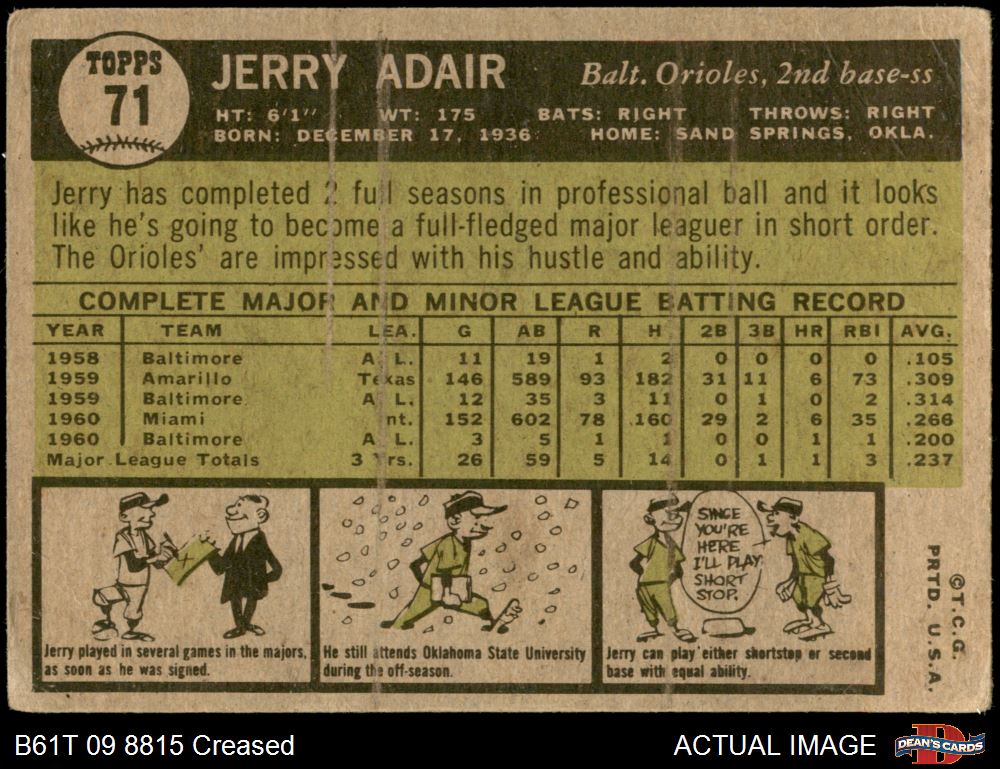 TOPPS
71
JERRY ADAIR Balt. Orioles, 2nd base-ss
HT: 6'1" WT: 175 BATS: RIGHT THROWS: RIGHT
BORN: DECEMBER 17, 1936 HOME: SAND SPRINGS, OKLA.
Jerry has completed 2 full seasons in professional ball and it looks
like he's going to become a full-fledged major leaguer in short order.
The Orioles' are impressed with his hustle and ability.
COMPLETE MAJOR AND MINOR LEAGUE BATTING RECORD
YEAR TEAM LEA. G AB R H 2B 3B HR RBI AVG.
1958 Baltimore A. L. 11 19 1 2 0 0 0 0 .105
1959 Amarillo Texas 146 589 93 182 31 11 6 73 .309
1959 Baltimore A. L. 12 35 3 11 0 1 0 2 .314
1960 Miami Int. 152 602 78 160 29 2 6 35 .266
1960 Baltimore A. L. 3 5 1 1 0 0 1 1 .200
Major League Totals 3 Yrs. 26 59 5 14 0 1 1 3 .237
Jerry played in several games in the majors,
as soon as he was signed.
He still attends Oklahoma State University
during the off-season.
SINCE
YOU'RE
HERE
I'LL PLAY
SHORT
STOP.
Jerry can play either shortstop or second
base with equal ability.
©T.C.G.
PRTD. U.S.A.
B61T 09 8815 Creased ACTUAL IMAGE
DEAN'S CARDS